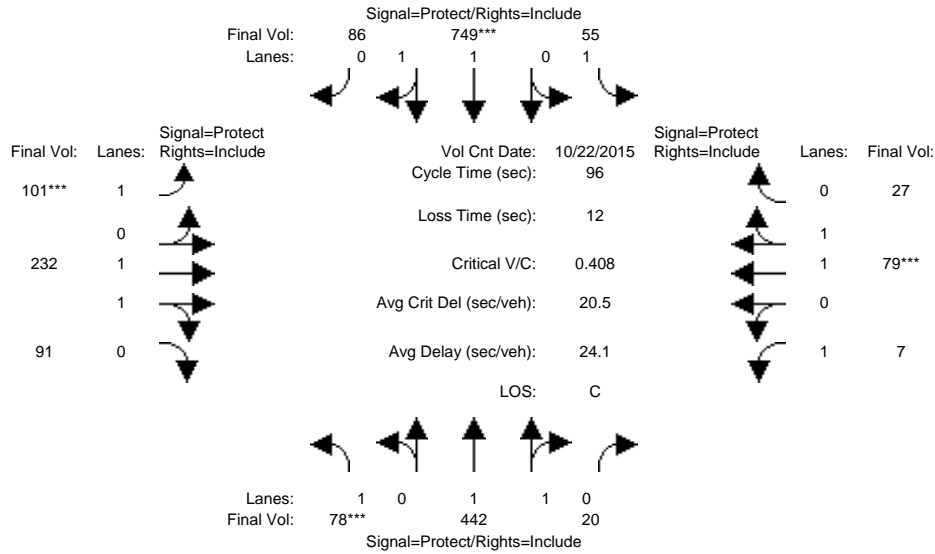 Signal=Protect/Rights=Include
Final Vol: 86 749*** 55
Lanes: 0 1 1 0 1
Signal=Protect
Final Vol: Lanes: Rights=Include
Vol Cnt Date: 10/22/2015
Signal=Protect
Rights=Include Lanes: Final Vol:
Cycle Time (sec): 96
101*** 1
0 27
Loss Time (sec): 12
0
1
232 1
Critical V/C: 0.408
1 79***
1
Avg Crit Del (sec/veh): 20.5
0
91 0
Avg Delay (sec/veh): 24.1
1 7
LOS: C
Lanes: 1 0 1 1 0
Final Vol: 78*** 442 20
Signal=Protect/Rights=Include